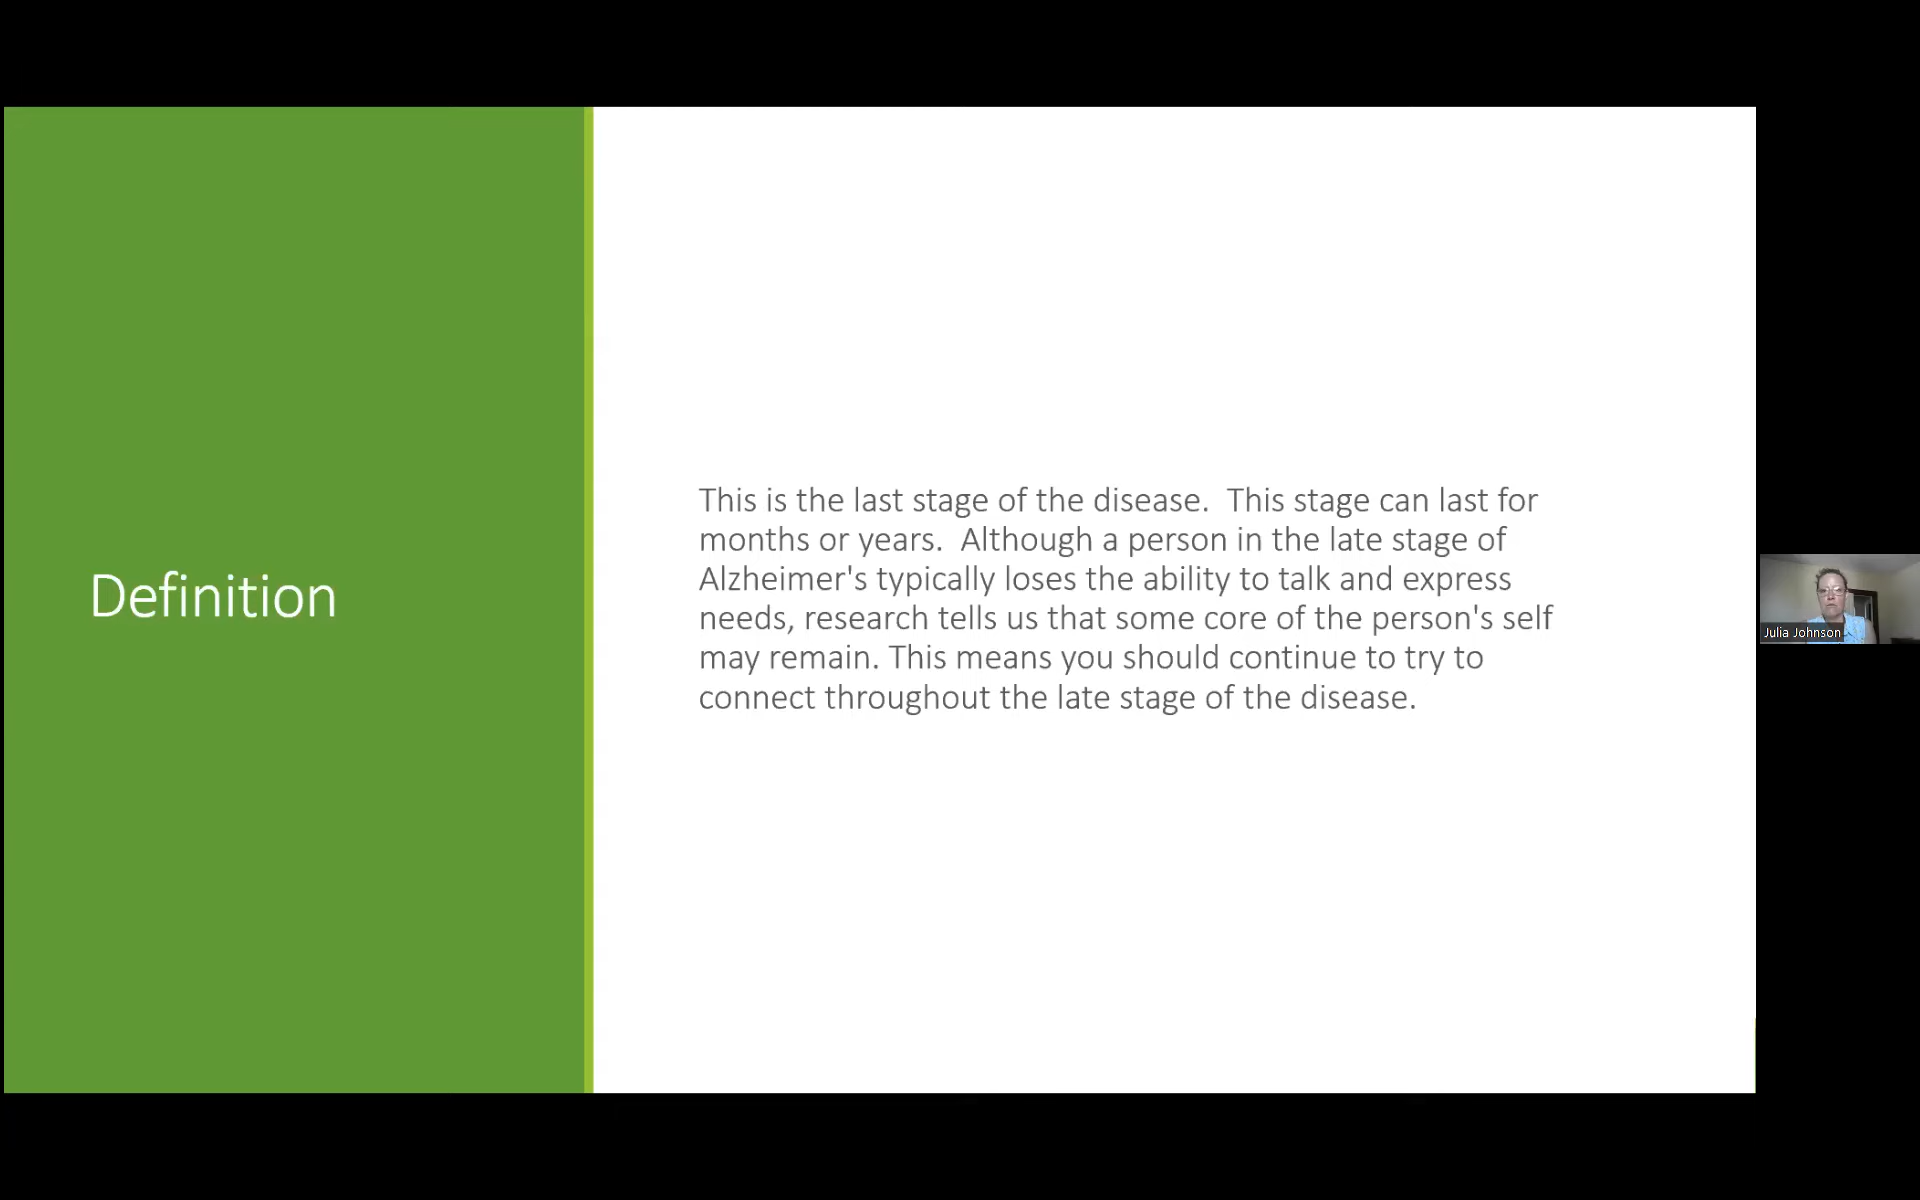 Definition
This is the last stage of the disease.  This stage can last for
months or years.  Although a person in the late stage of
Alzheimer's typically loses the ability to talk and express
needs, research tells us that some core of the person's self
may remain. This means you should continue to try to
connect throughout the late stage of the disease.
Julia Johnson